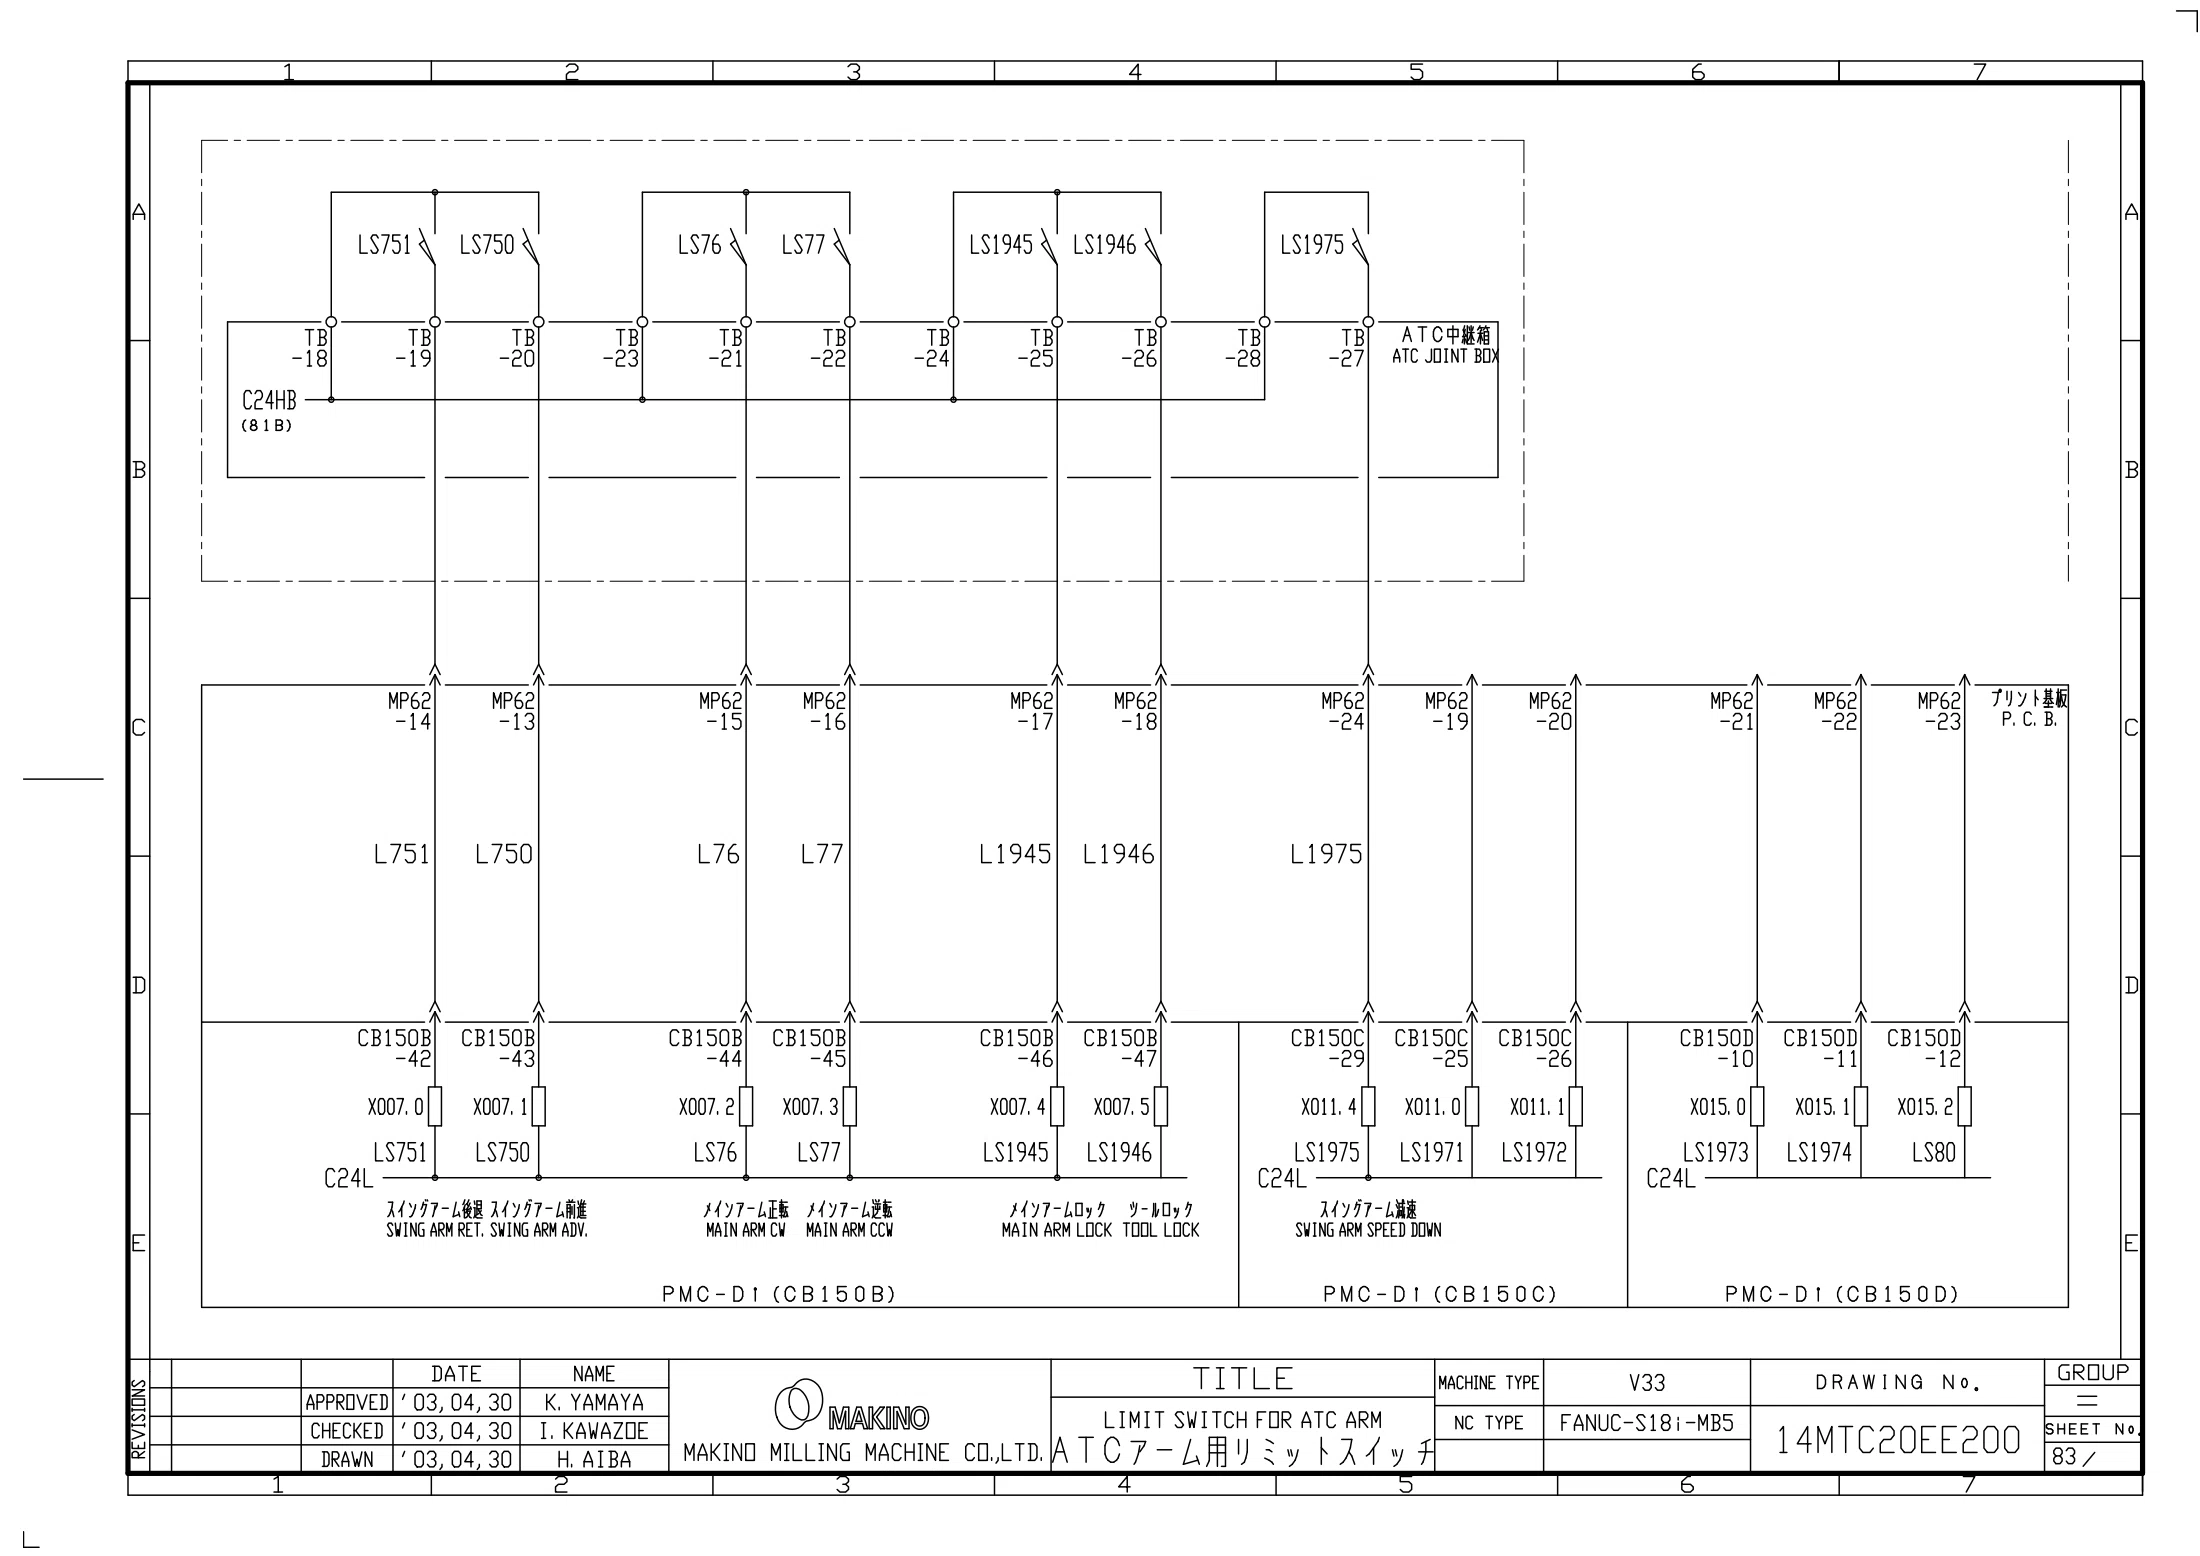 1 2 3 4 5 6 7
A A
LS751 LS750 LS76 LS77 LS1945 LS1946 LS1975
TB TB TB TB TB TB TB TB TB TB TB ATC中継箱
-18 -19 -20 -23 -21 -22 -24 -25 -26 -28 -27 ATC JOINT BOX
C24HB
(81B)
B B
MP62 MP62 MP62 MP62 MP62 MP62 MP62 MP62 MP62 MP62 MP62 MP62 プリント基板
-14 -13 -15 -16 -17 -18 -24 -19 -20 -21 -22 -23 P.C.B.
C C
L751 L750 L76 L77 L1945 L1946 L1975
D D
CB150B CB150B CB150B CB150B CB150B CB150B CB150C CB150C CB150C CB150D CB150D CB150D
-42 -43 -44 -45 -46 -47 -29 -25 -26 -10 -11 -12
X007.0 X007.1 X007.2 X007.3 X007.4 X007.5 X011.4 X011.0 X011.1 X015.0 X015.1 X015.2
LS751 LS750 LS76 LS77 LS1945 LS1946 LS1975 LS1971 LS1972 LS1973 LS1974 LS80
C24L C24L C24L
スイングアーム後退 スイングアーム前進 メインアーム正転 メインアーム逆転 メインアームロック ツールロック スイングアーム減速
SWING ARM RET. SWING ARM ADV. MAIN ARM CW MAIN ARM CCW MAIN ARM LOCK TOOL LOCK SWING ARM SPEED DOWN
E E
PMC-DI(CB150B) PMC-DI(CB150C) PMC-DI(CB150D)
REVISIONS
DATE NAME
APPROVED '03,04,30 K. YAMAYA
CHECKED '03,04,30 I. KAWAZOE
DRAWN '03,04,30 H. AIBA
MAKINO
MAKINO MILLING MACHINE CO.,LTD.
TITLE
LIMIT SWITCH FOR ATC ARM
ATCアーム用リミットスイッチ
MACHINE TYPE V33
NC TYPE FANUC-S18i-MB5
DRAWING No.
14MTC20EE200
GROUP
=
SHEET No.
83/
1 2 3 4 5 6 7